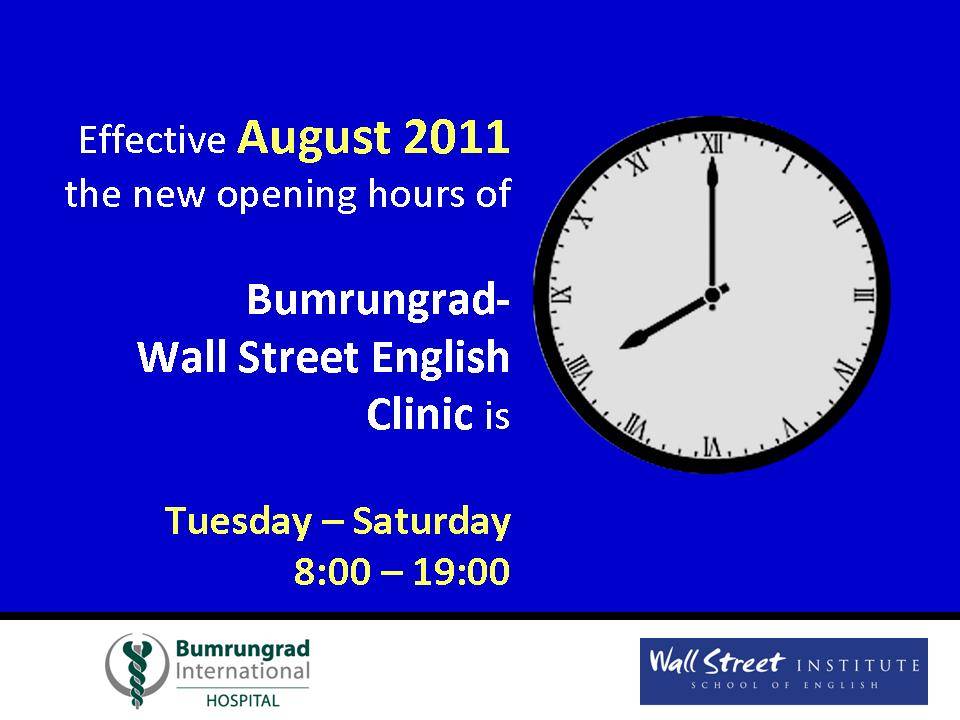 Effective August 2011
the new opening hours of
Bumrungrad-
Wall Street English
Clinic is
Tuesday – Saturday
8:00 – 19:00
XII
I
II
III
IIII
V
VI
VII
VIII
IX
X
XI
Bumrungrad
International
HOSPITAL
Wall Street INSTITUTE
SCHOOL OF ENGLISH